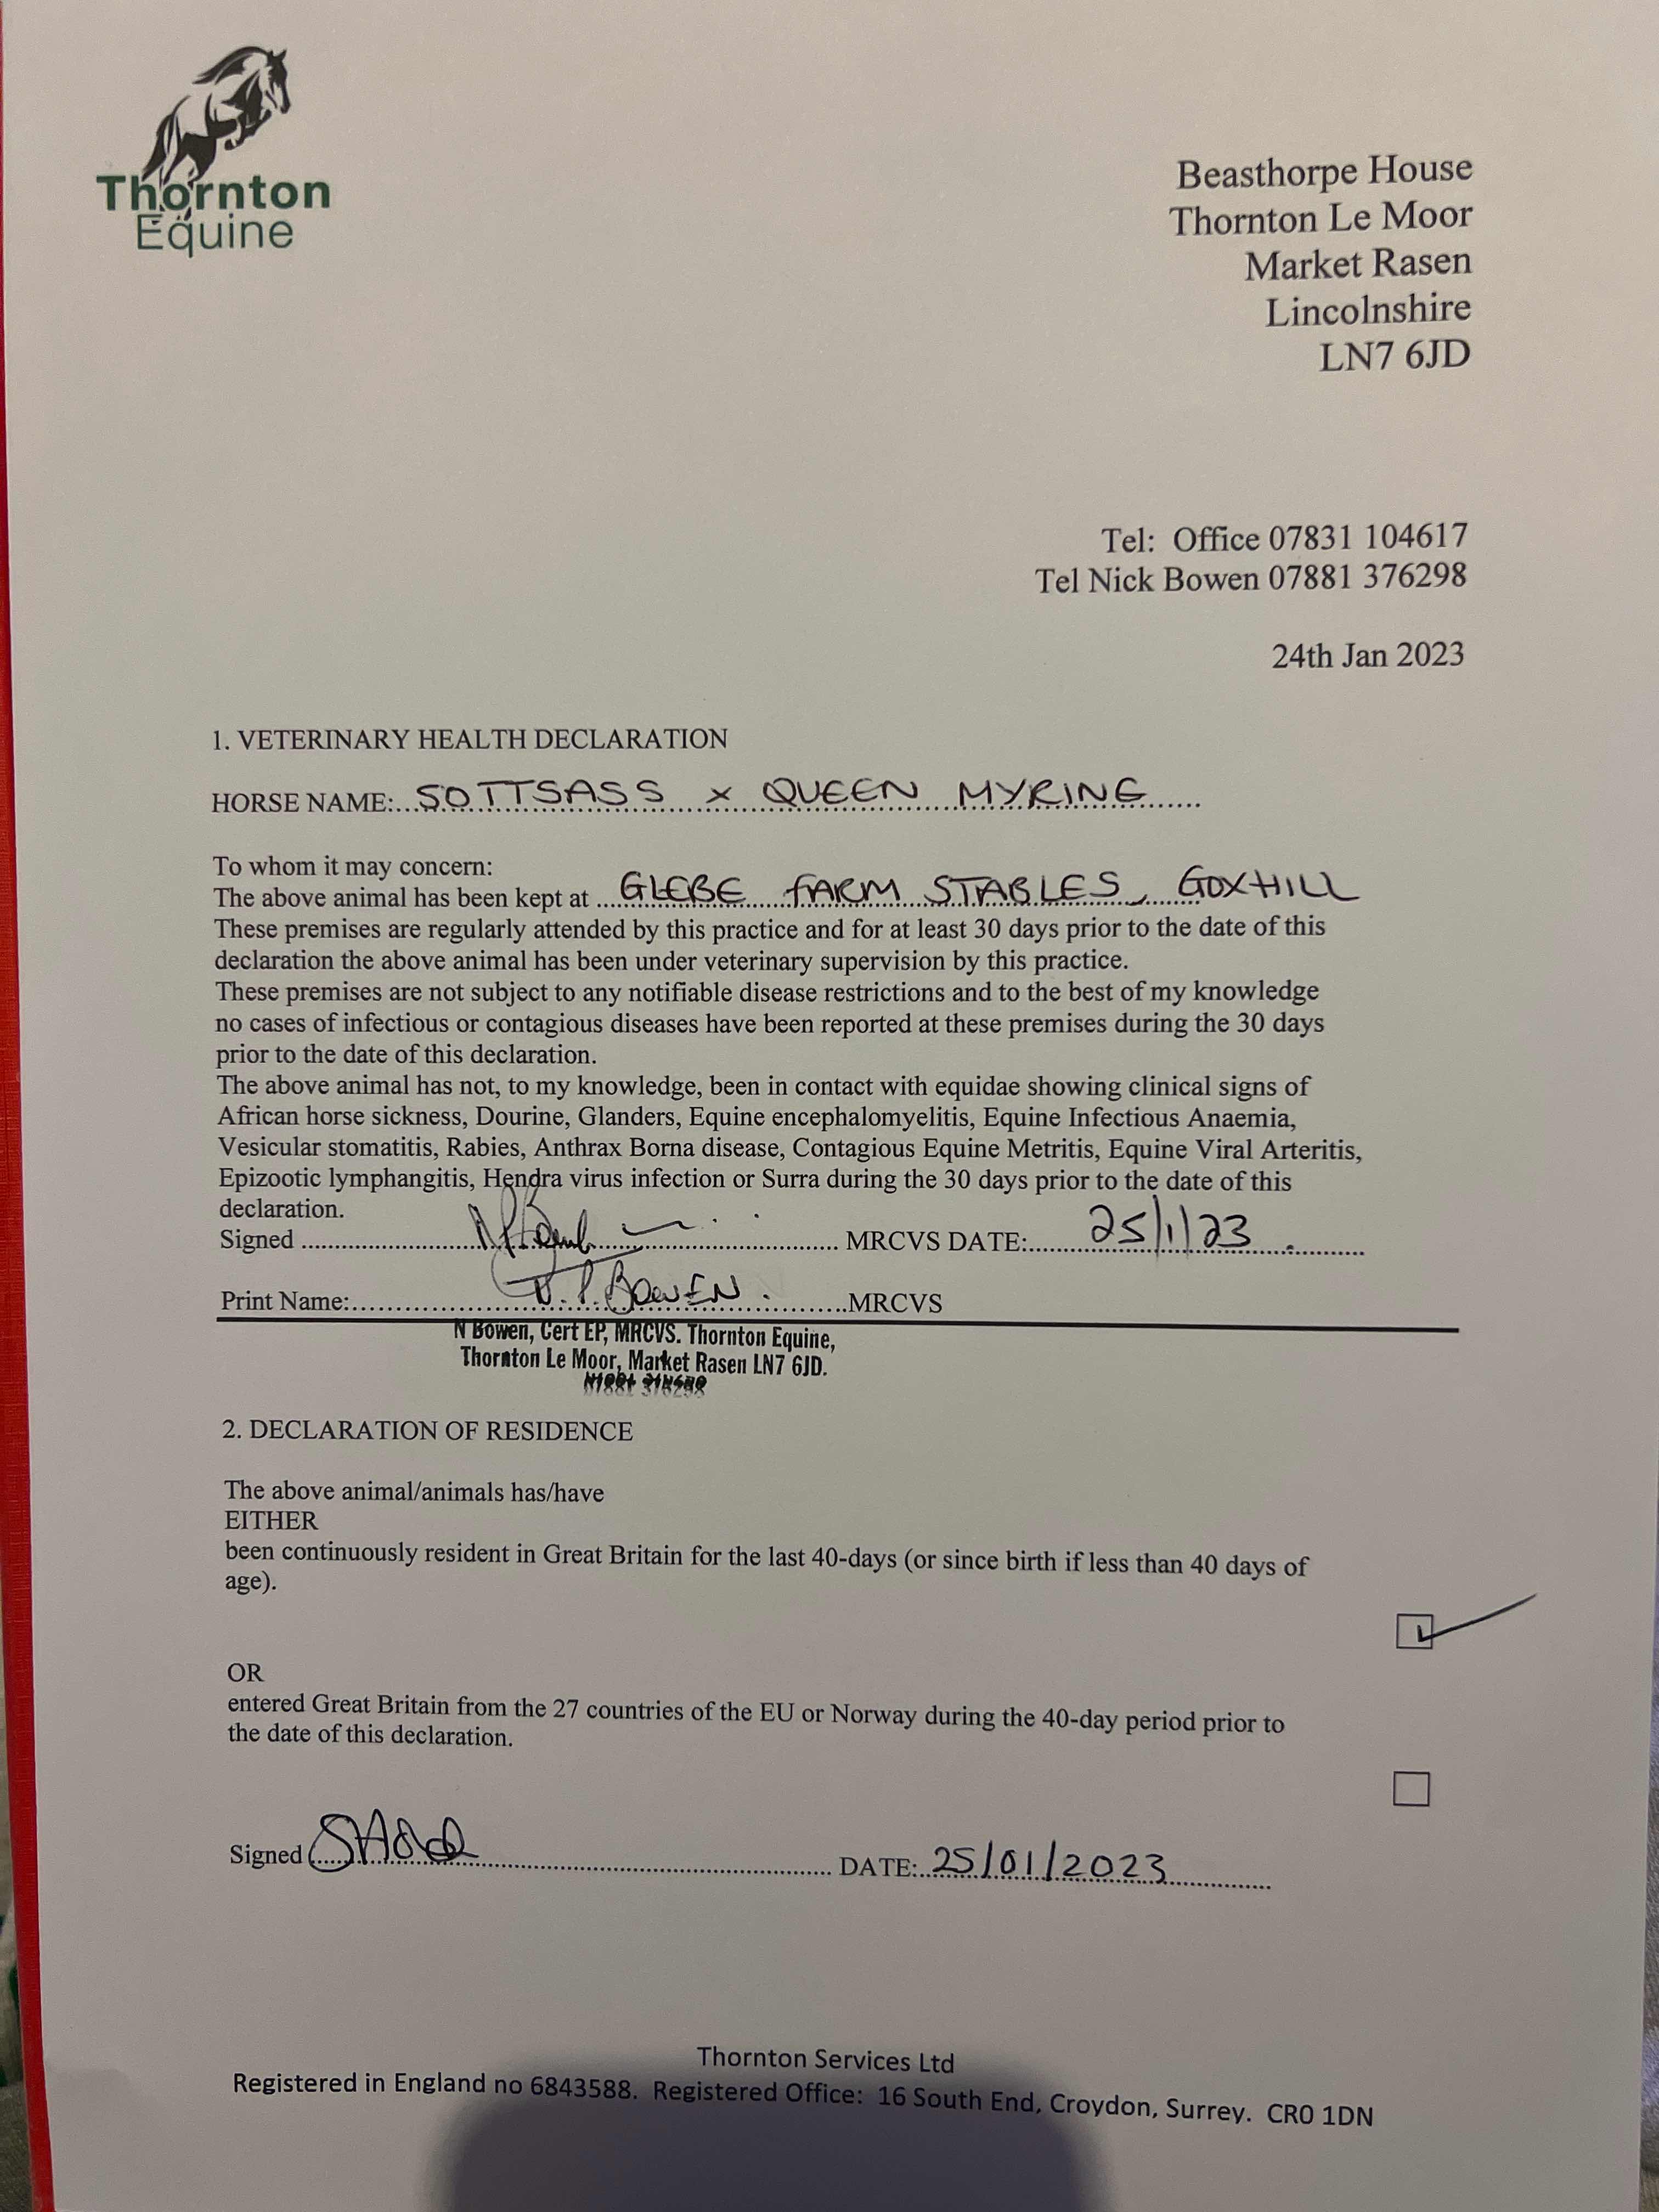 Thornton
Equine
Beasthorpe House
Thornton Le Moor
Market Rasen
Lincolnshire
LN7 6JD
Tel: Office 07831 104617
Tel Nick Bowen 07881 376298
24th Jan 2023
1. VETERINARY HEALTH DECLARATION
HORSE NAME:...SOTTSASS x QUEEN MYRING......
To whom it may concern:
The above animal has been kept at ...GLEBE FARM STABLES, GOXHILL
These premises are regularly attended by this practice and for at least 30 days prior to the date of this
declaration the above animal has been under veterinary supervision by this practice.
These premises are not subject to any notifiable disease restrictions and to the best of my knowledge
no cases of infectious or contagious diseases have been reported at these premises during the 30 days
prior to the date of this declaration.
The above animal has not, to my knowledge, been in contact with equidae showing clinical signs of
African horse sickness, Dourine, Glanders, Equine encephalomyelitis, Equine Infectious Anaemia,
Vesicular stomatitis, Rabies, Anthrax Borna disease, Contagious Equine Metritis, Equine Viral Arteritis,
Epizootic lymphangitis, Hendra virus infection or Surra during the 30 days prior to the date of this
declaration.
Signed ........................ MRCVS DATE:......25/1/23......
Print Name:...............N.P.BOWEN..........MRCVS
N Bowen, Cert EP, MRCVS. Thornton Equine,
Thornton Le Moor, Market Rasen LN7 6JD.
2. DECLARATION OF RESIDENCE
The above animal/animals has/have
EITHER
been continuously resident in Great Britain for the last 40-days (or since birth if less than 40 days of
age).
OR
entered Great Britain from the 27 countries of the EU or Norway during the 40-day period prior to
the date of this declaration.
Signed ........................ DATE:..25/01/2023...............
Thornton Services Ltd
Registered in England no 6843588. Registered Office: 16 South End, Croydon, Surrey. CR0 1DN